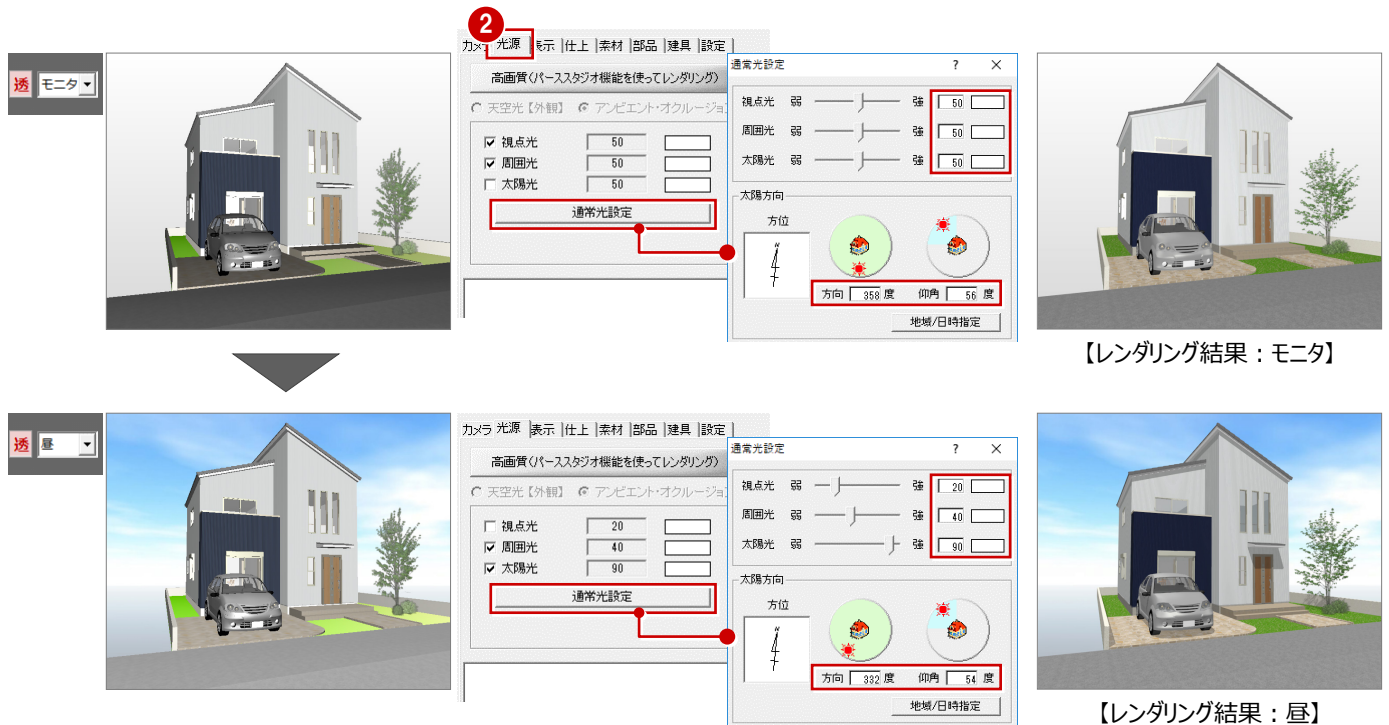 2
透 モニタ
カメラ 光源 表示 仕上 素材 部品 建具 設定
高画質(パーススタジオ機能を使ってレンダリング)
天空光【外観】 アンビエント・オクルージョ
視点光 50
周囲光 50
太陽光 50
通常光設定
通常光設定 ? ×
視点光 弱 強 50
周囲光 弱 強 50
太陽光 弱 強 50
太陽方向
方位
N
方向 358 度 仰角 56 度
地域/日時指定
【レンダリング結果：モニタ】
透 昼
カメラ 光源 表示 仕上 素材 部品 建具 設定
高画質(パーススタジオ機能を使ってレンダリング)
天空光【外観】 アンビエント・オクルージョ
視点光 20
周囲光 40
太陽光 90
通常光設定
通常光設定 ? ×
視点光 弱 強 20
周囲光 弱 強 40
太陽光 弱 強 90
太陽方向
方位
N
方向 332 度 仰角 54 度
地域/日時指定
【レンダリング結果：昼】